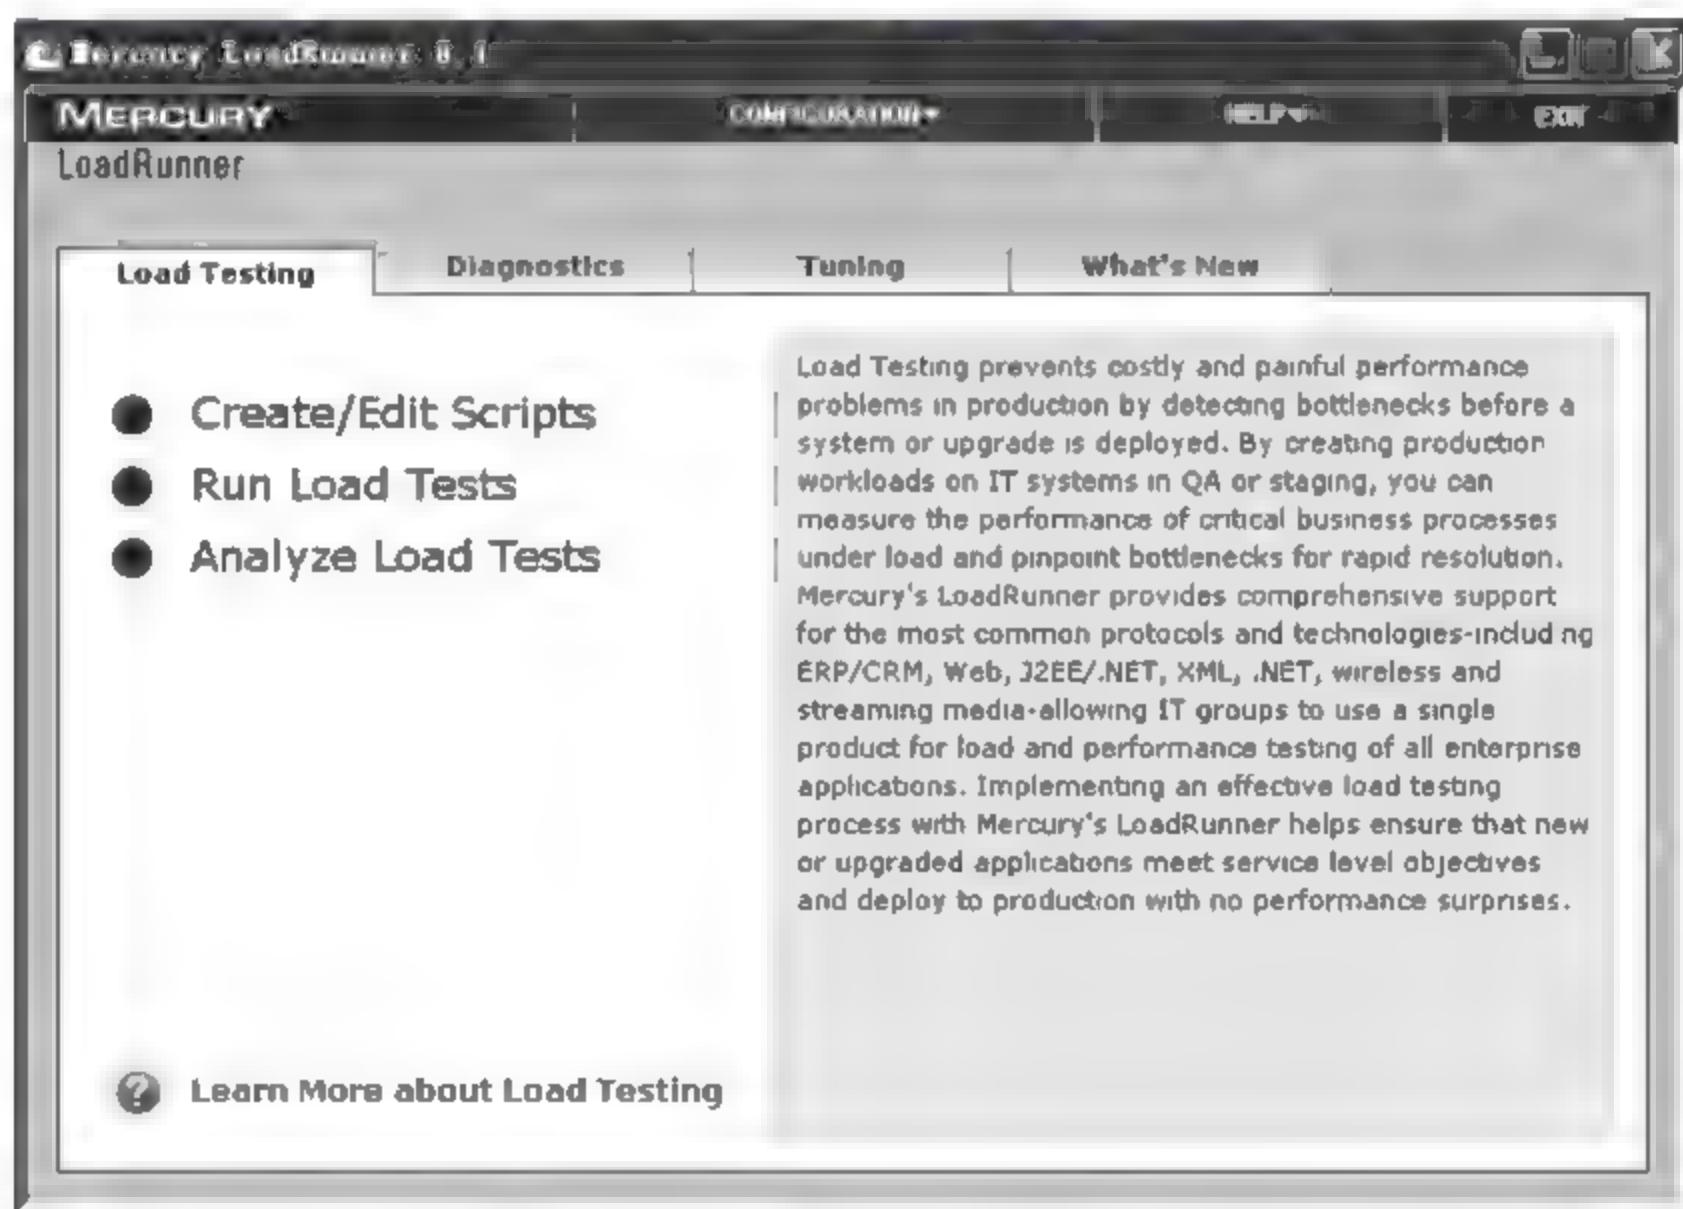 Mercury LoadRunner 8.1
MERCURY CONFIGURATION HELP EXIT
LoadRunner
Load Testing Diagnostics Tuning What's New
Create/Edit Scripts
Run Load Tests
Analyze Load Tests
Learn More about Load Testing
Load Testing prevents costly and painful performance
problems in production by detecting bottlenecks before a
system or upgrade is deployed. By creating production
workloads on IT systems in QA or staging, you can
measure the performance of critical business processes
under load and pinpoint bottlenecks for rapid resolution.
Mercury's LoadRunner provides comprehensive support
for the most common protocols and technologies-including
ERP/CRM, Web, J2EE/.NET, XML, .NET, wireless and
streaming media-allowing IT groups to use a single
product for load and performance testing of all enterprise
applications. Implementing an effective load testing
process with Mercury's LoadRunner helps ensure that new
or upgraded applications meet service level objectives
and deploy to production with no performance surprises.